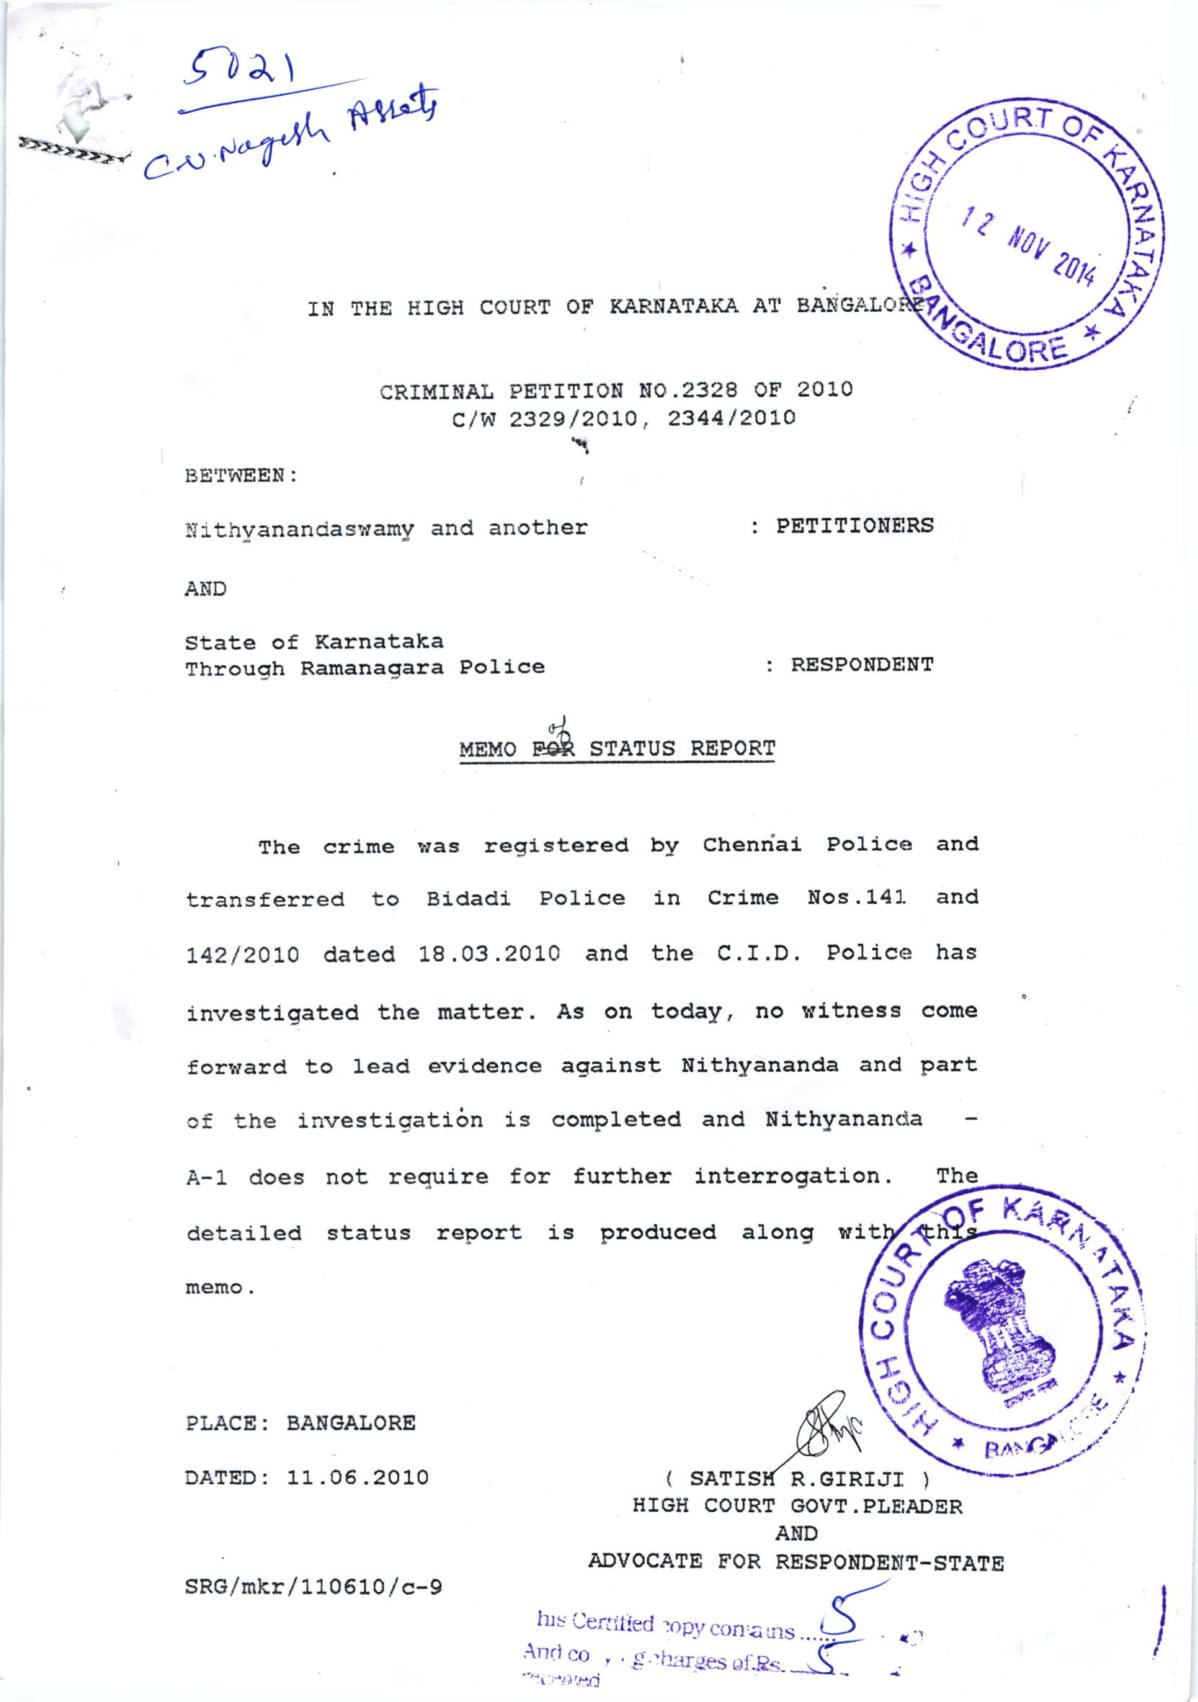 5021
C.V. Nagesh Assts
HIGH COURT OF KARNATAKA
12 NOV 2014
★ BANGALORE ★
IN THE HIGH COURT OF KARNATAKA AT BANGALORE
CRIMINAL PETITION NO.2328 OF 2010
C/W 2329/2010, 2344/2010
BETWEEN:
Nithyanandaswamy and another : PETITIONERS
AND
State of Karnataka
Through Ramanagara Police : RESPONDENT
of
MEMO FOR STATUS REPORT
The crime was registered by Chennai Police and
transferred to Bidadi Police in Crime Nos.141 and
142/2010 dated 18.03.2010 and the C.I.D. Police has
investigated the matter. As on today, no witness come
forward to lead evidence against Nithyananda and part
of the investigation is completed and Nithyananda –
A-1 does not require for further interrogation. The
detailed status report is produced along with this
memo.
HIGH COURT OF KARNATAKA
★ BANGALORE ★
PLACE: BANGALORE
DATED: 11.06.2010
( SATISH R.GIRIJI )
HIGH COURT GOVT.PLEADER
AND
ADVOCATE FOR RESPONDENT-STATE
SRG/mkr/110610/c-9
his Certified opy contains ...... 5
And co g charges of Rs. 5